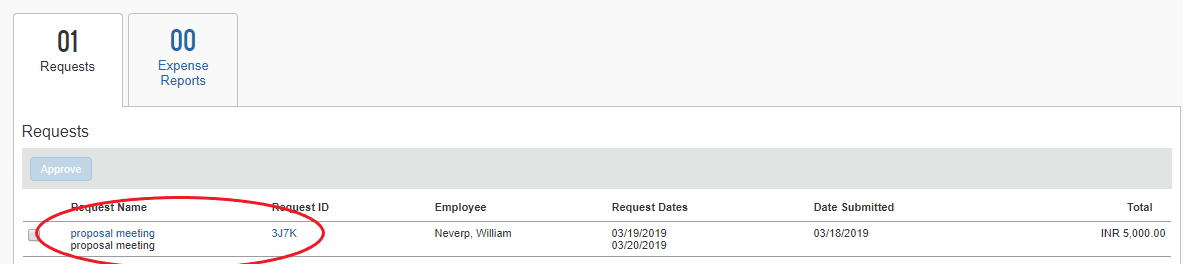 01
Requests
00
Expense
Reports
Requests
Approve
Request Name Request ID Employee Request Dates Date Submitted Total
proposal meeting 3J7K Neverp, William 03/19/2019 03/18/2019 INR 5,000.00
proposal meeting 03/20/2019